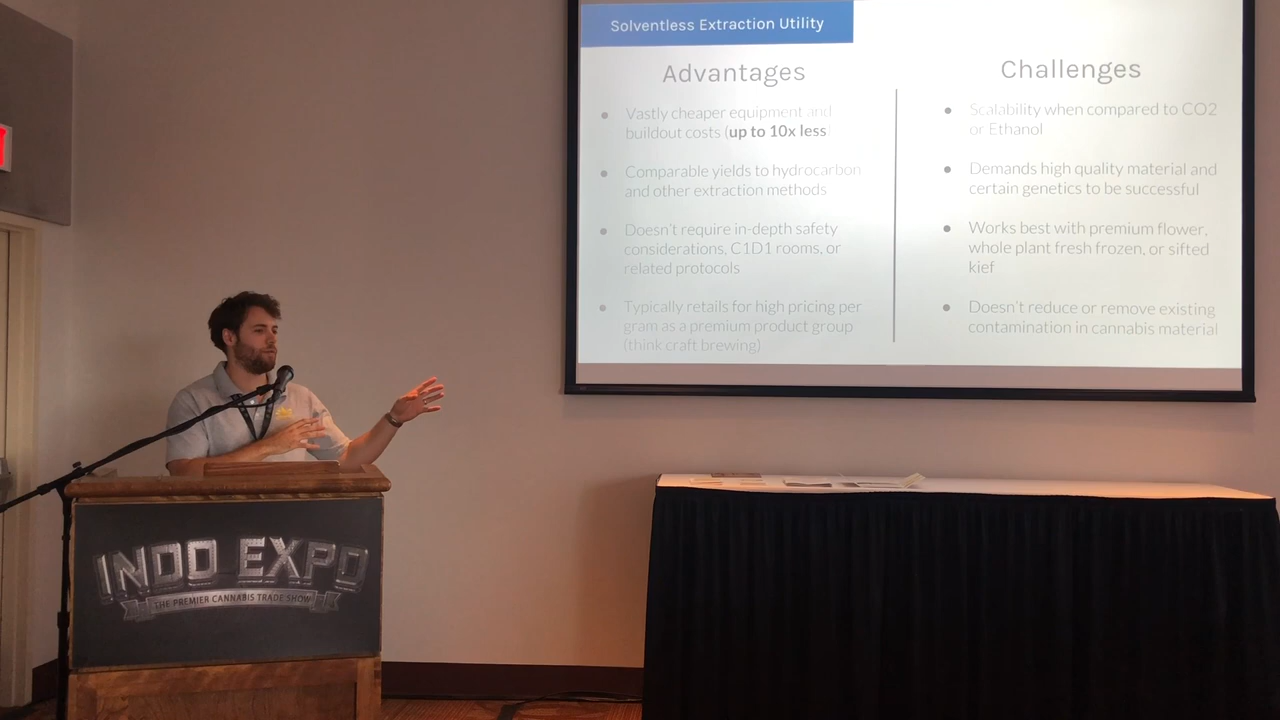 Solventless Extraction Utility
Advantages
Vastly cheaper equipment and
buildout costs (up to 10x less)
Comparable yields to hydrocarbon
and other extraction methods
Doesn't require in-depth safety
considerations, C1D1 rooms, or
related protocols
Typically retails for high pricing per
gram as a premium product group
(think craft brewing)
Challenges
Scalability when compared to CO2
or Ethanol
Demands high quality material and
certain genetics to be successful
Works best with premium flower,
whole plant fresh frozen, or sifted
kief
Doesn't reduce or remove existing
contamination in cannabis material
INDO EXPO
THE PREMIER CANNABIS TRADE SHOW